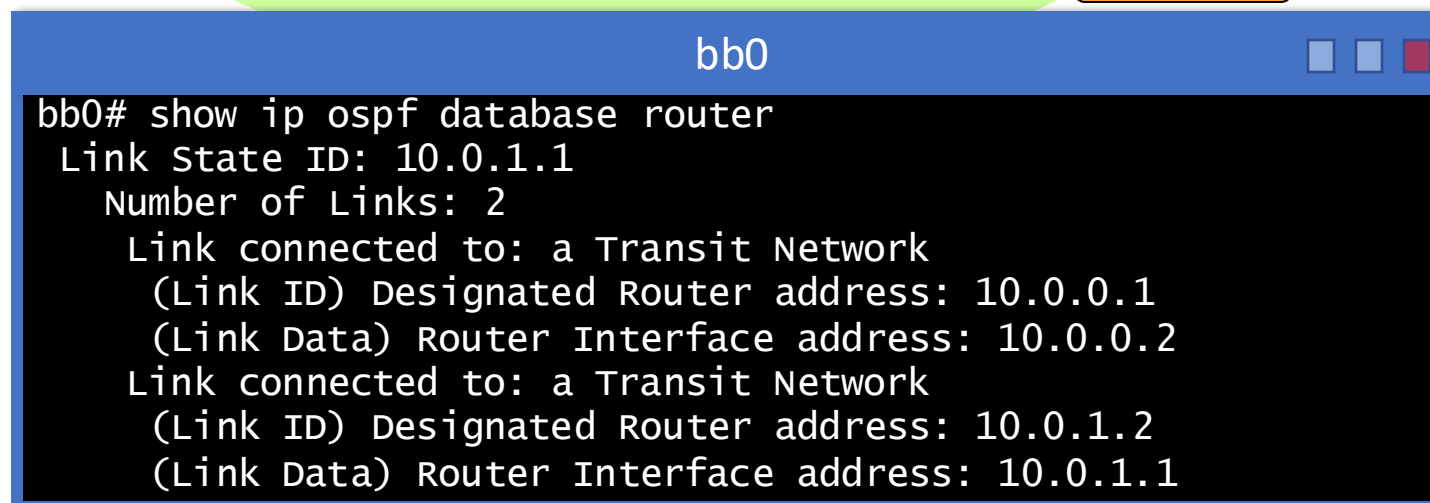 bb0
bb0# show ip ospf database router
Link State ID: 10.0.1.1
Number of Links: 2
Link connected to: a Transit Network
(Link ID) Designated Router address: 10.0.0.1
(Link Data) Router Interface address: 10.0.0.2
Link connected to: a Transit Network
(Link ID) Designated Router address: 10.0.1.2
(Link Data) Router Interface address: 10.0.1.1